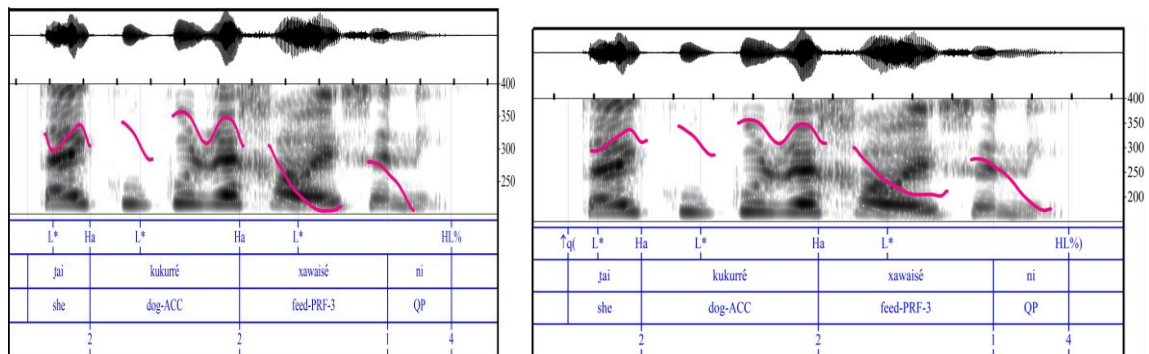 400
350
300
250
L* Ha L* Ha L* HL%
ʈai kukurré xawaisé ni
she dog-ACC feed-PRF-3 QP
2 2 1 4
400
350
300
250
200
↑q( L* Ha L* Ha L* HL%)
ʈai kukurré xawaisé ni
she dog-ACC feed-PRF-3 QP
2 2 1 4